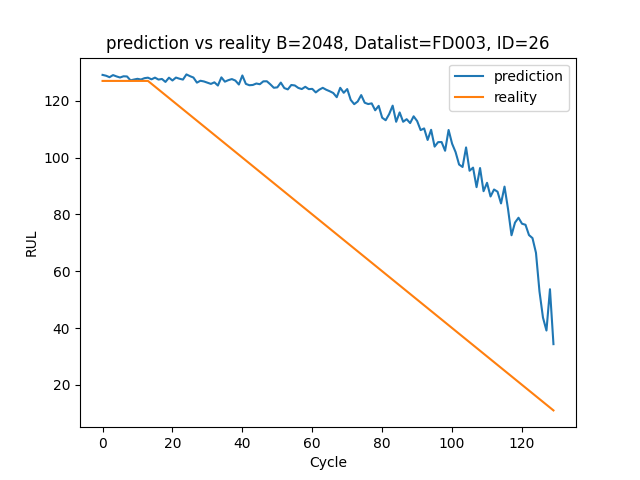 prediction vs reality B=2048, Datalist=FD003, ID=26
prediction
reality
RUL
120
100
80
60
40
20
0 20 40 60 80 100 120
Cycle